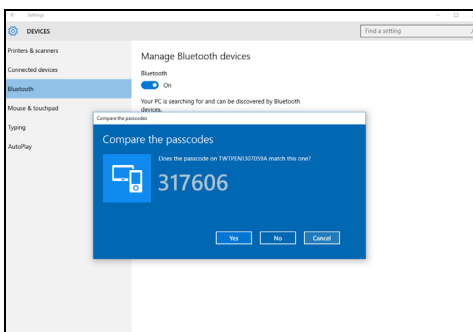 Settings
DEVICES
Find a setting
Printers & scanners
Connected devices
Bluetooth
Mouse & touchpad
Typing
AutoPlay
Manage Bluetooth devices
Bluetooth
On
Your PC is searching for and can be discovered by Bluetooth
devices.
Compare the passcodes
Compare the passcodes
Does the passcode on TWTPENI307059A match this one?
317606
Yes
No
Cancel